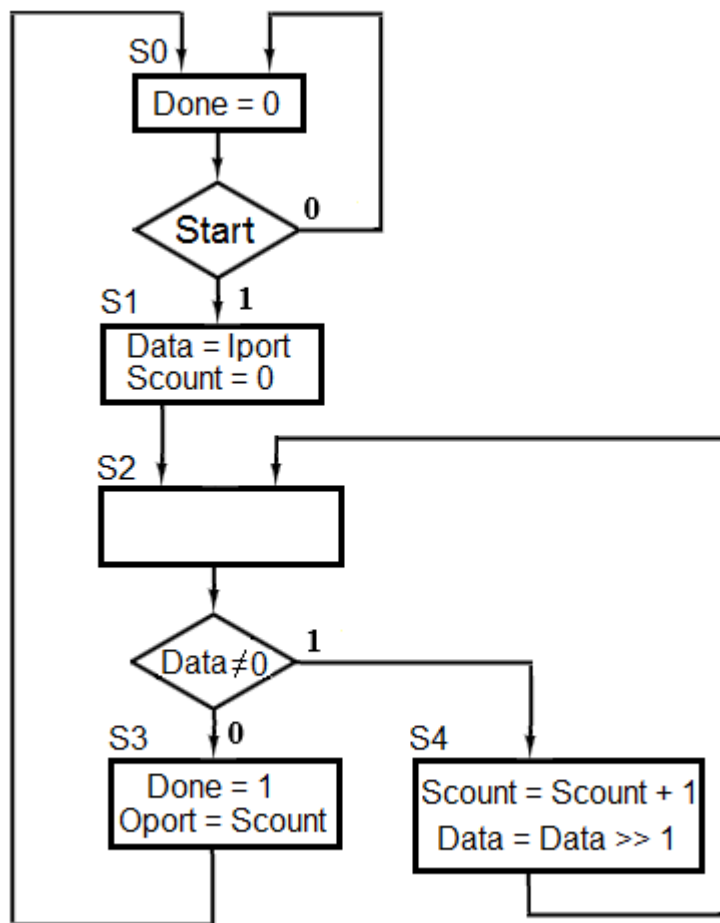 S0
Done = 0
0
Start
1
S1
Data = Iport
Scount = 0
S2
1
Data≠0
0
S3
Done = 1
Oport = Scount
S4
Scount = Scount + 1
Data = Data >> 1